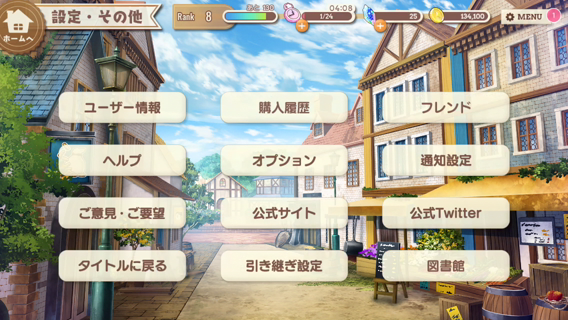 設定・その他
ホームへ
Rank 8
あと 130
1/24
04:08
25
134,100
MENU
1
ユーザー情報
購入履歴
フレンド
ヘルプ
オプション
通知設定
ご意見・ご要望
公式サイト
公式Twitter
タイトルに戻る
引き継ぎ設定
図書館